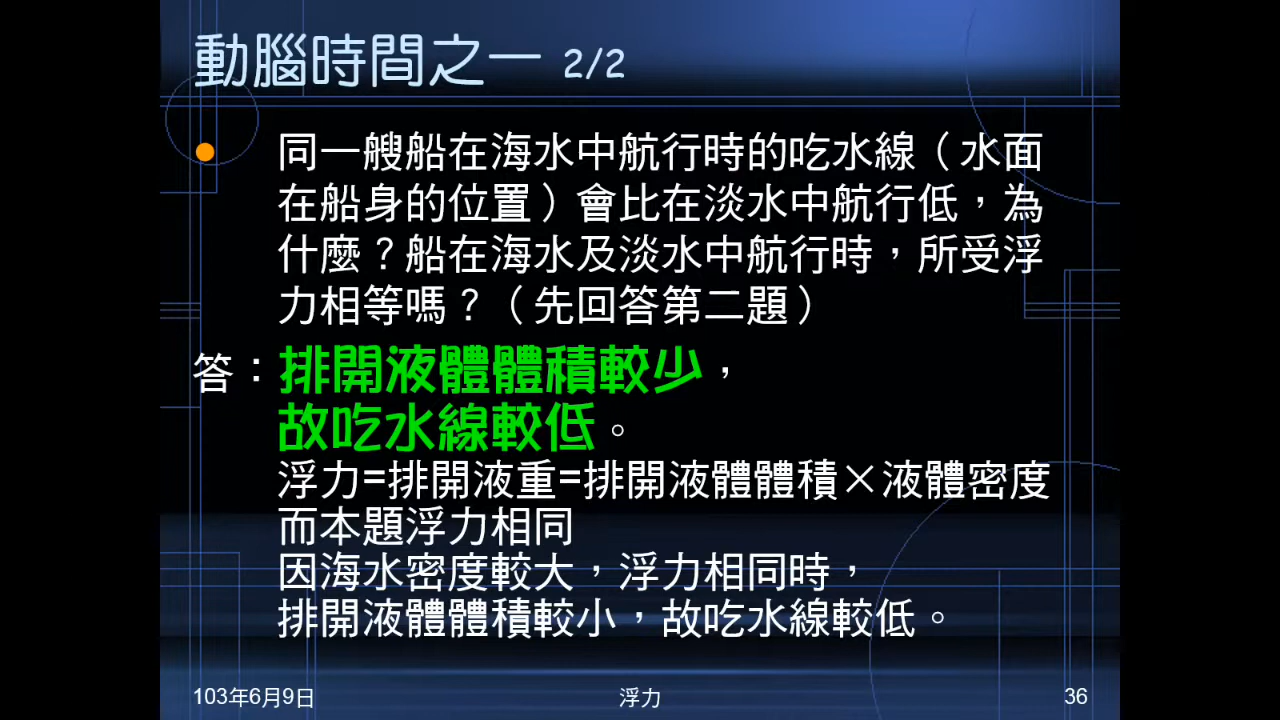 動腦時間之一 2/2
同一艘船在海水中航行時的吃水線（水面
在船身的位置）會比在淡水中航行低，為
什麼？船在海水及淡水中航行時，所受浮
力相等嗎？（先回答第二題）
答：排開液體體積較少，
故吃水線較低。
浮力=排開液重=排開液體體積×液體密度
而本題浮力相同
因海水密度較大，浮力相同時，
排開液體體積較小，故吃水線較低。
103年6月9日 浮力 36